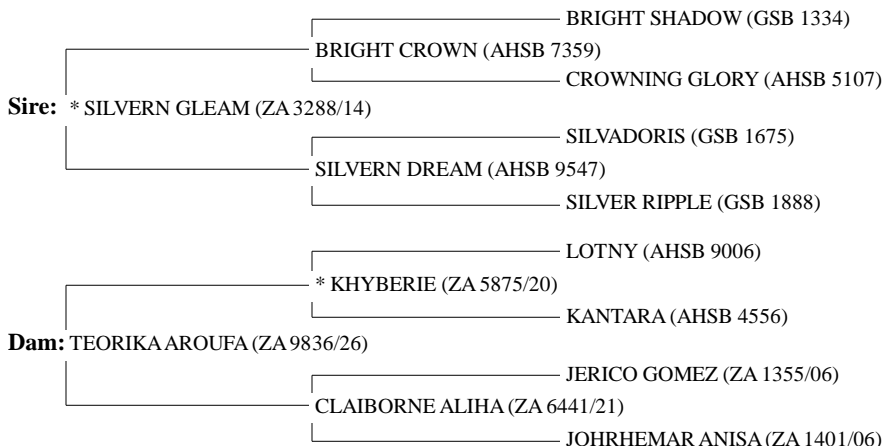 BRIGHT SHADOW (GSB 1334)
BRIGHT CROWN (AHSB 7359)
CROWNING GLORY (AHSB 5107)
Sire: * SILVERN GLEAM (ZA 3288/14)
SILVADORIS (GSB 1675)
SILVERN DREAM (AHSB 9547)
SILVER RIPPLE (GSB 1888)
LOTNY (AHSB 9006)
* KHYBERIE (ZA 5875/20)
KANTARA (AHSB 4556)
Dam: TEORIKA AROUFA (ZA 9836/26)
JERICO GOMEZ (ZA 1355/06)
CLAIBORNE ALIHA (ZA 6441/21)
JOHRHEMAR ANISA (ZA 1401/06)